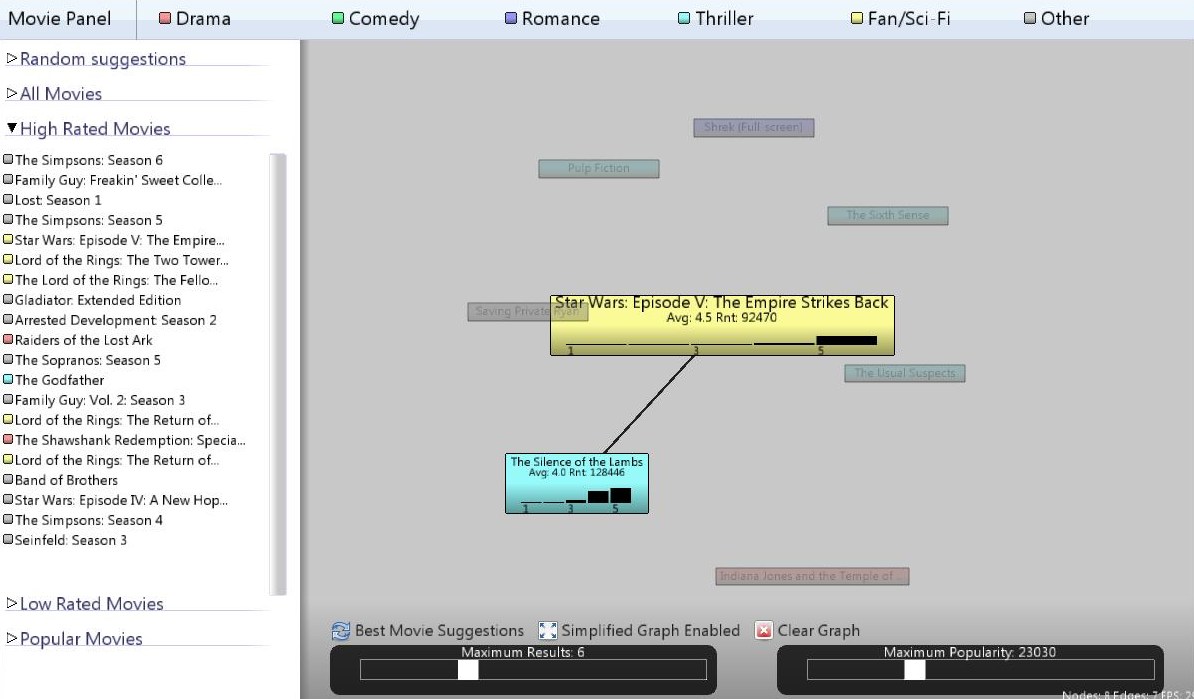 Movie Panel
Drama
Comedy
Romance
Thriller
Fan/Sci-Fi
Other
Random suggestions
All Movies
High Rated Movies
The Simpsons: Season 6
Family Guy: Freakin' Sweet Colle...
Lost: Season 1
The Simpsons: Season 5
Star Wars: Episode V: The Empire...
Lord of the Rings: The Two Tower...
The Lord of the Rings: The Fello...
Gladiator: Extended Edition
Arrested Development: Season 2
Raiders of the Lost Ark
The Sopranos: Season 5
The Godfather
Family Guy: Vol. 2: Season 3
Lord of the Rings: The Return of...
The Shawshank Redemption: Specia...
Lord of the Rings: The Return of...
Band of Brothers
Star Wars: Episode IV: A New Hop...
The Simpsons: Season 4
Seinfeld: Season 3
Low Rated Movies
Popular Movies
Shrek (Full-screen)
Pulp Fiction
The Sixth Sense
Saving Private Ryan
Star Wars: Episode V: The Empire Strikes Back
Avg: 4.5 Rnt: 92470
1 3 5
The Usual Suspects
The Silence of the Lambs
Avg: 4.0 Rnt: 128446
1 3 5
Indiana Jones and the Temple of ...
Best Movie Suggestions
Simplified Graph Enabled
Clear Graph
Maximum Results: 6
Maximum Popularity: 23030
Nodes: 8 Edges: 7 FPS: